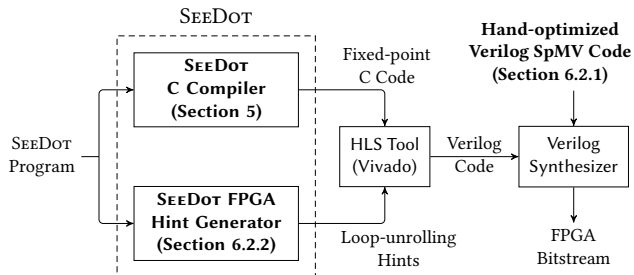 SEEDOT
SEEDOT
C Compiler
(Section 5)
SEEDOT FPGA
Hint Generator
(Section 6.2.2)
SEEDOT
Program
Fixed-point
C Code
HLS Tool
(Vivado)
Loop-unrolling
Hints
Verilog
Code
Hand-optimized
Verilog SpMV Code
(Section 6.2.1)
Verilog
Synthesizer
FPGA
Bitstream